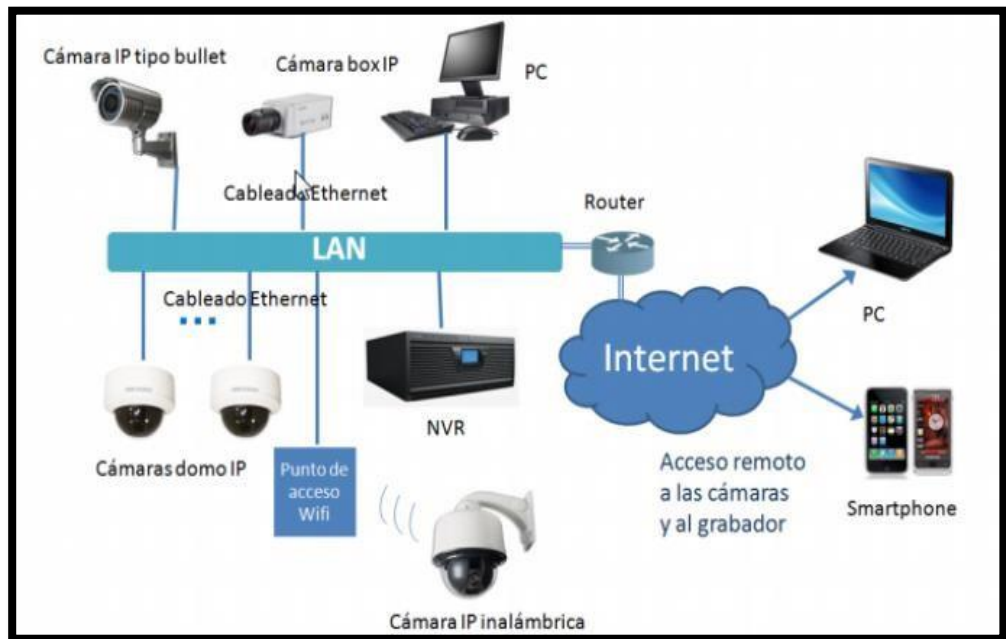 Cámara IP tipo bullet
Cámara box IP
PC
Cableado Ethernet
Router
LAN
Cableado Ethernet
PC
Internet
NVR
Cámaras domo IP
Punto de
acceso
Wifi
Acceso remoto
a las cámaras
y al grabador
Smartphone
Cámara IP inalámbrica